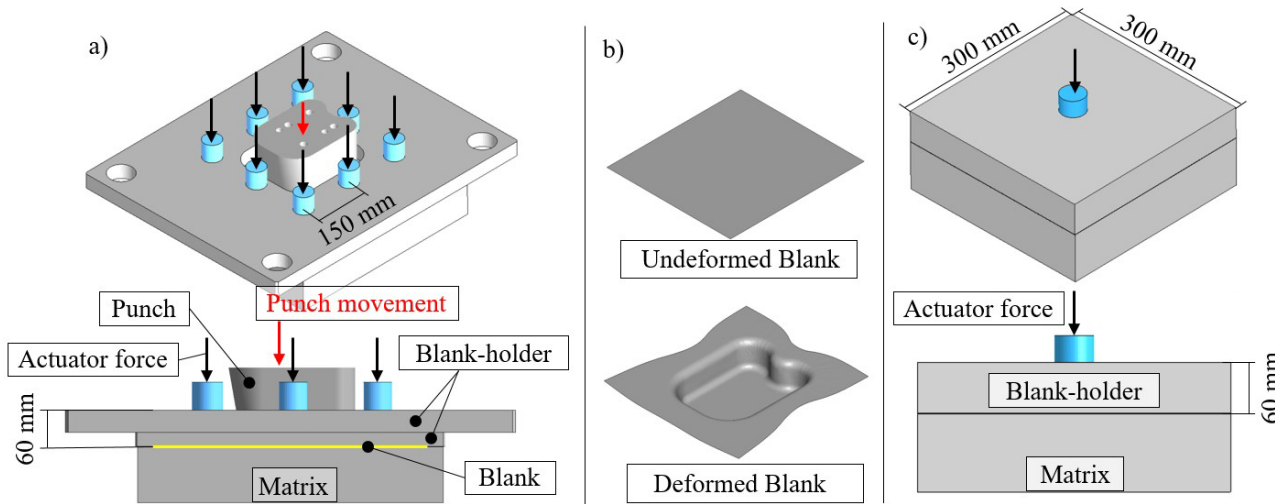 a)
150 mm
Punch movement
Punch
Actuator force
Blank-holder
60 mm
Matrix
Blank
b)
Undeformed Blank
Deformed Blank
c)
300 mm
300 mm
Actuator force
Blank-holder
60 mm
Matrix